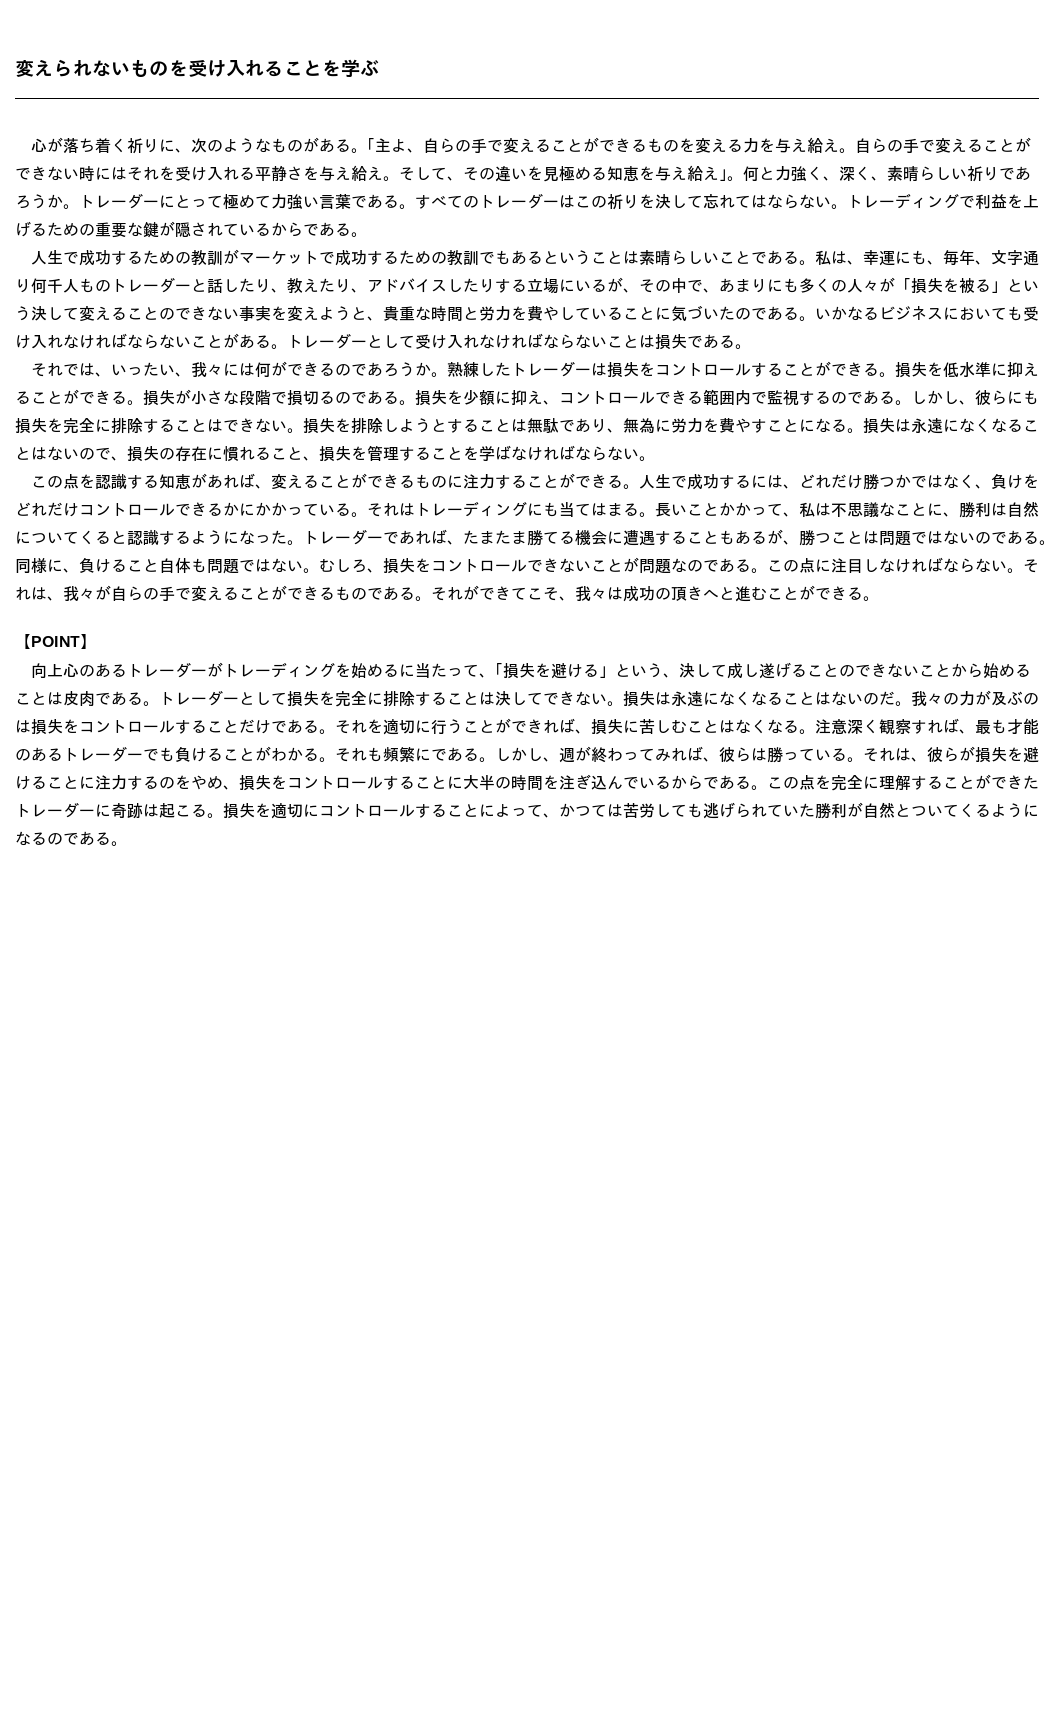 変えられないものを受け入れることを学ぶ
　心が落ち着く祈りに、次のようなものがある。「主よ、自らの手で変えることができるものを変える力を与え給え。自らの手で変えることが
できない時にはそれを受け入れる平静さを与え給え。そして、その違いを見極める知恵を与え給え」。何と力強く、深く、素晴らしい祈りであ
ろうか。トレーダーにとって極めて力強い言葉である。すべてのトレーダーはこの祈りを決して忘れてはならない。トレーディングで利益を上
げるための重要な鍵が隠されているからである。
　人生で成功するための教訓がマーケットで成功するための教訓でもあるということは素晴らしいことである。私は、幸運にも、毎年、文字通
り何千人ものトレーダーと話したり、教えたり、アドバイスしたりする立場にいるが、その中で、あまりにも多くの人々が「損失を被る」とい
う決して変えることのできない事実を変えようと、貴重な時間と労力を費やしていることに気づいたのである。いかなるビジネスにおいても受
け入れなければならないことがある。トレーダーとして受け入れなければならないことは損失である。
　それでは、いったい、我々には何ができるのであろうか。熟練したトレーダーは損失をコントロールすることができる。損失を低水準に抑え
ることができる。損失が小さな段階で損切るのである。損失を少額に抑え、コントロールできる範囲内で監視するのである。しかし、彼らにも
損失を完全に排除することはできない。損失を排除しようとすることは無駄であり、無為に労力を費やすことになる。損失は永遠になくなるこ
とはないので、損失の存在に慣れること、損失を管理することを学ばなければならない。
　この点を認識する知恵があれば、変えることができるものに注力することができる。人生で成功するには、どれだけ勝つかではなく、負けを
どれだけコントロールできるかにかかっている。それはトレーディングにも当てはまる。長いことかかって、私は不思議なことに、勝利は自然
についてくると認識するようになった。トレーダーであれば、たまたま勝てる機会に遭遇することもあるが、勝つことは問題ではないのである。
同様に、負けること自体も問題ではない。むしろ、損失をコントロールできないことが問題なのである。この点に注目しなければならない。そ
れは、我々が自らの手で変えることができるものである。それができてこそ、我々は成功の頂きへと進むことができる。
【POINT】
　向上心のあるトレーダーがトレーディングを始めるに当たって、「損失を避ける」という、決して成し遂げることのできないことから始める
ことは皮肉である。トレーダーとして損失を完全に排除することは決してできない。損失は永遠になくなることはないのだ。我々の力が及ぶの
は損失をコントロールすることだけである。それを適切に行うことができれば、損失に苦しむことはなくなる。注意深く観察すれば、最も才能
のあるトレーダーでも負けることがわかる。それも頻繁にである。しかし、週が終わってみれば、彼らは勝っている。それは、彼らが損失を避
けることに注力するのをやめ、損失をコントロールすることに大半の時間を注ぎ込んでいるからである。この点を完全に理解することができた
トレーダーに奇跡は起こる。損失を適切にコントロールすることによって、かつては苦労しても逃げられていた勝利が自然とついてくるように
なるのである。